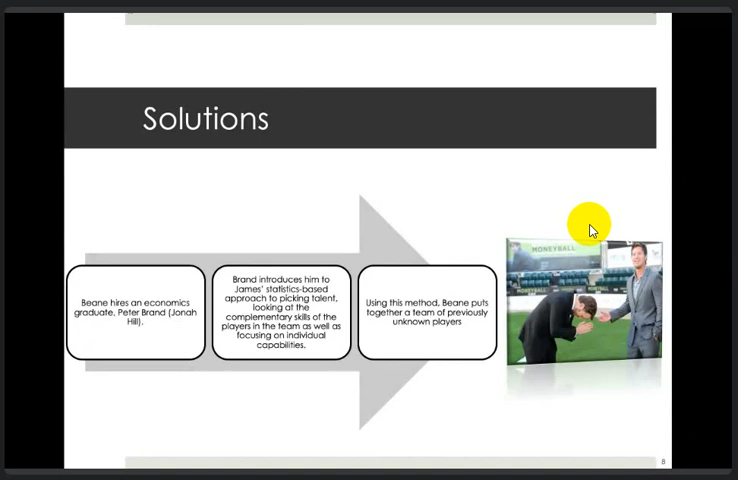 Solutions
Beane hires an economics
graduate, Peter Brand (Jonah
Hill).
Brand introduces him to
James' statistics-based
approach to picking talent,
looking at the
complementary skills of the
players in the team as well as
focusing on individual
capabilities.
Using this method, Beane puts
together a team of previously
unknown players
MONEYBALL
8